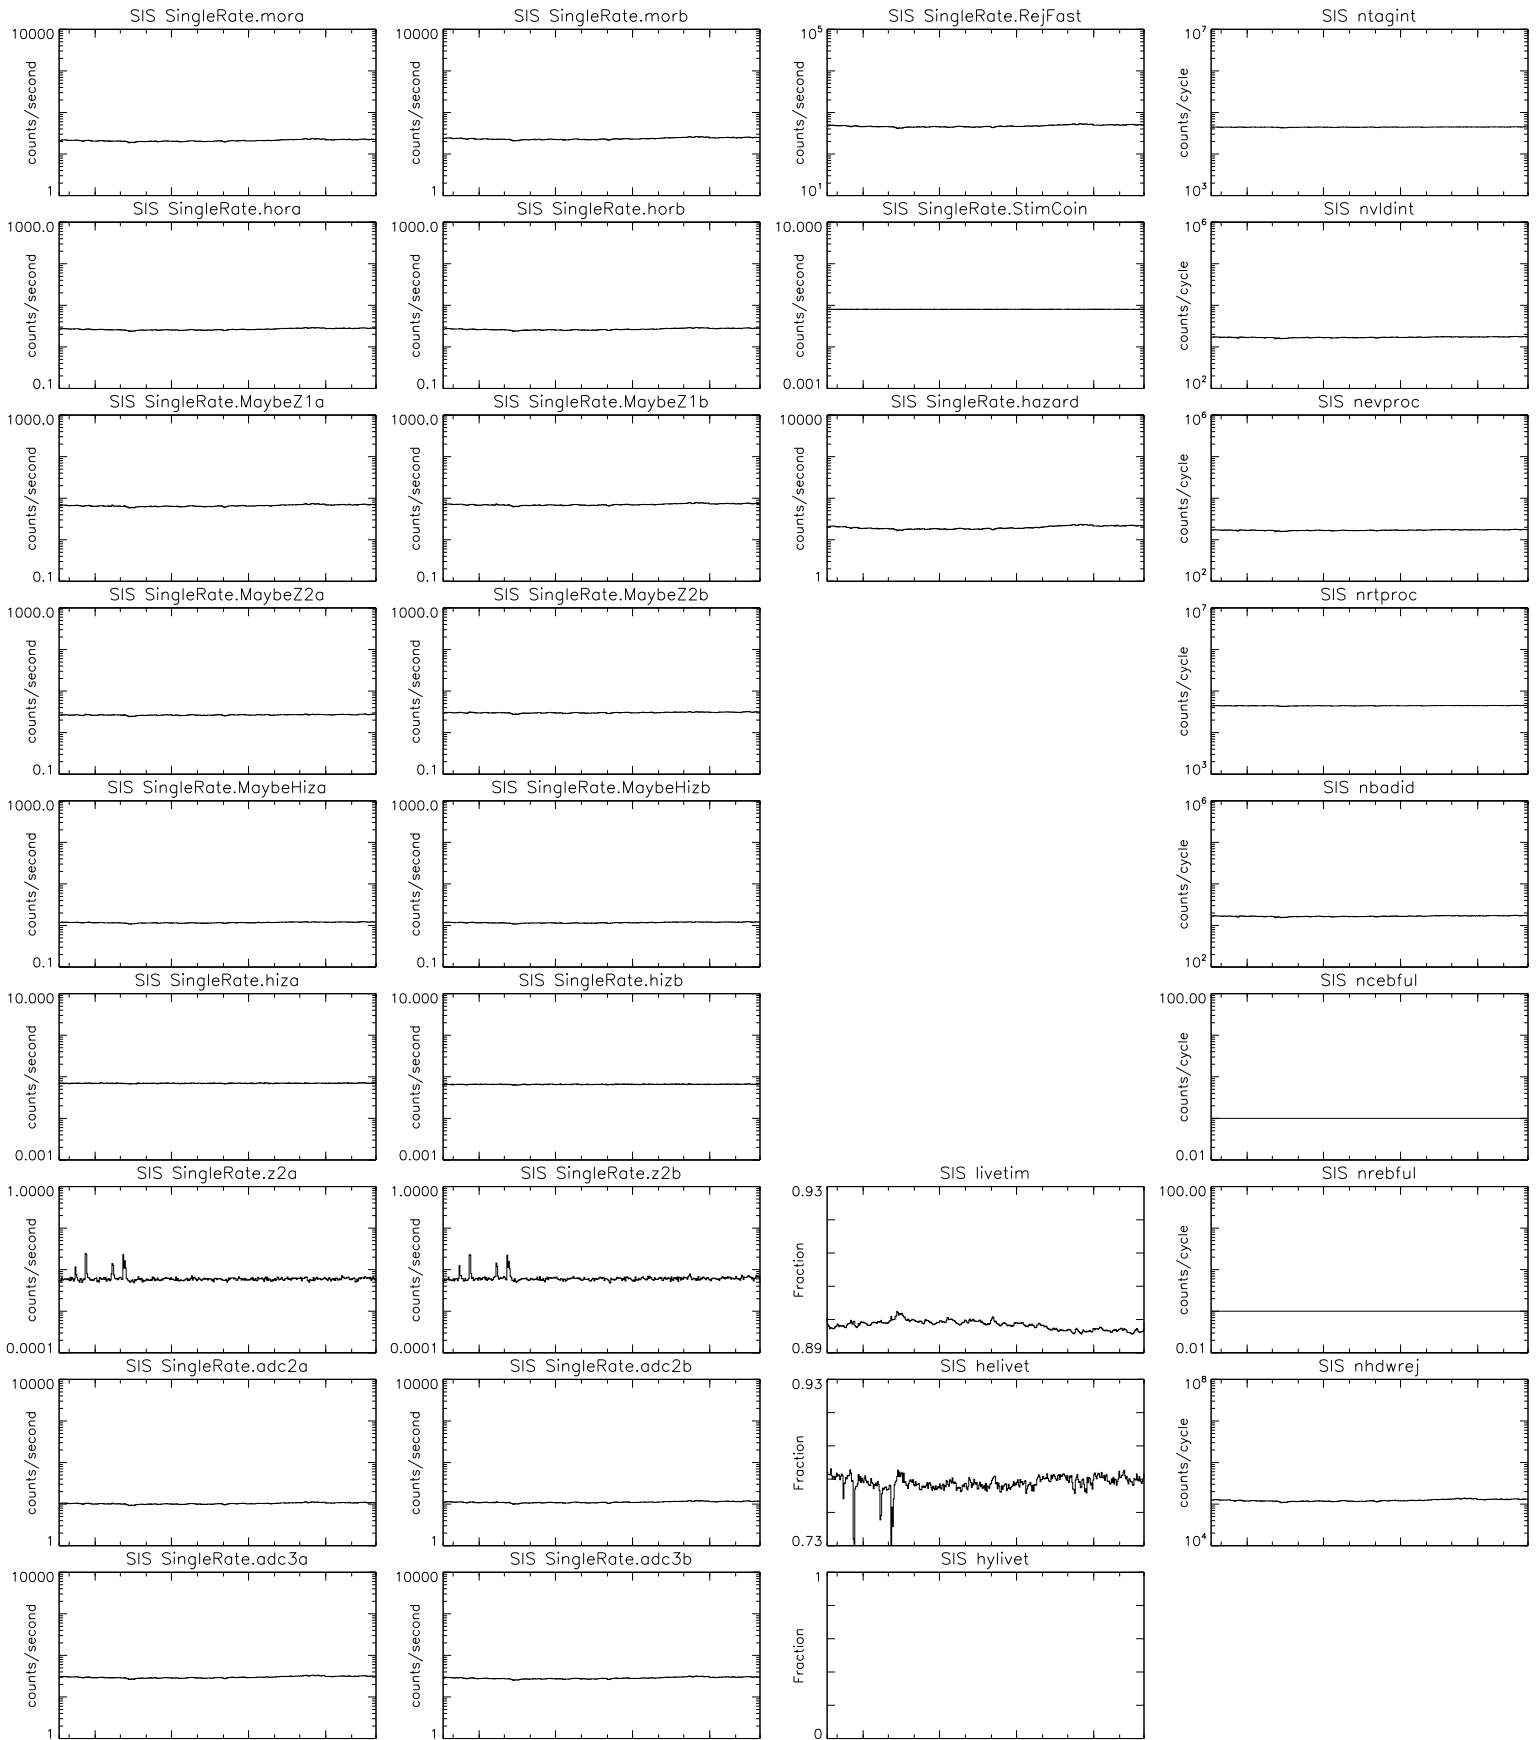 SIS SingleRate.mora
10000
counts/second
1
SIS SingleRate.morb
10000
counts/second
1
SIS SingleRate.RejFast
10^5
counts/second
10^1
SIS ntagint
10^7
counts/cycle
10^3
SIS SingleRate.hora
1000.0
counts/second
0.1
SIS SingleRate.horb
1000.0
counts/second
0.1
SIS SingleRate.StimCoin
10.000
counts/second
0.001
SIS nvldint
10^6
counts/cycle
10^2
SIS SingleRate.MaybeZ1a
1000.0
counts/second
0.1
SIS SingleRate.MaybeZ1b
1000.0
counts/second
0.1
SIS SingleRate.hazard
10000
counts/second
1
SIS nevproc
10^6
counts/cycle
10^2
SIS SingleRate.MaybeZ2a
1000.0
counts/second
0.1
SIS SingleRate.MaybeZ2b
1000.0
counts/second
0.1
SIS nrtproc
10^7
counts/cycle
10^3
SIS SingleRate.MaybeHiza
1000.0
counts/second
0.1
SIS SingleRate.MaybeHizb
1000.0
counts/second
0.1
SIS nbadid
10^6
counts/cycle
10^2
SIS SingleRate.hiza
10.000
counts/second
0.001
SIS SingleRate.hizb
10.000
counts/second
0.001
SIS ncebful
100.00
counts/cycle
0.01
SIS SingleRate.z2a
1.0000
counts/second
0.0001
SIS SingleRate.z2b
1.0000
counts/second
0.0001
SIS livetim
0.93
Fraction
0.89
SIS nrebful
100.00
counts/cycle
0.01
SIS SingleRate.adc2a
10000
counts/second
1
SIS SingleRate.adc2b
10000
counts/second
1
SIS helivet
0.93
Fraction
0.73
SIS nhdwrej
10^8
counts/cycle
10^4
SIS SingleRate.adc3a
10000
counts/second
1
SIS SingleRate.adc3b
10000
counts/second
1
SIS hylivet
1
Fraction
0